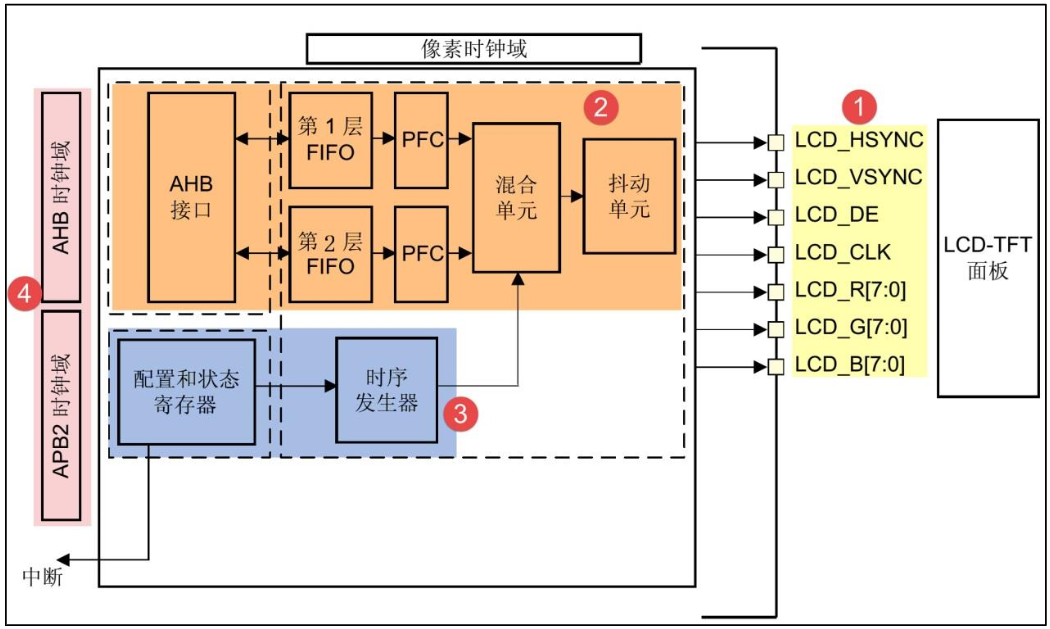 像素时钟域
AHB 时钟域
APB2 时钟域
4
AHB
接口
第 1 层
FIFO
PFC
第 2 层
FIFO
PFC
混合
单元
抖动
单元
2
配置和状态
寄存器
时序
发生器
3
中断
1
LCD_HSYNC
LCD_VSYNC
LCD_DE
LCD_CLK
LCD_R[7:0]
LCD_G[7:0]
LCD_B[7:0]
LCD-TFT
面板